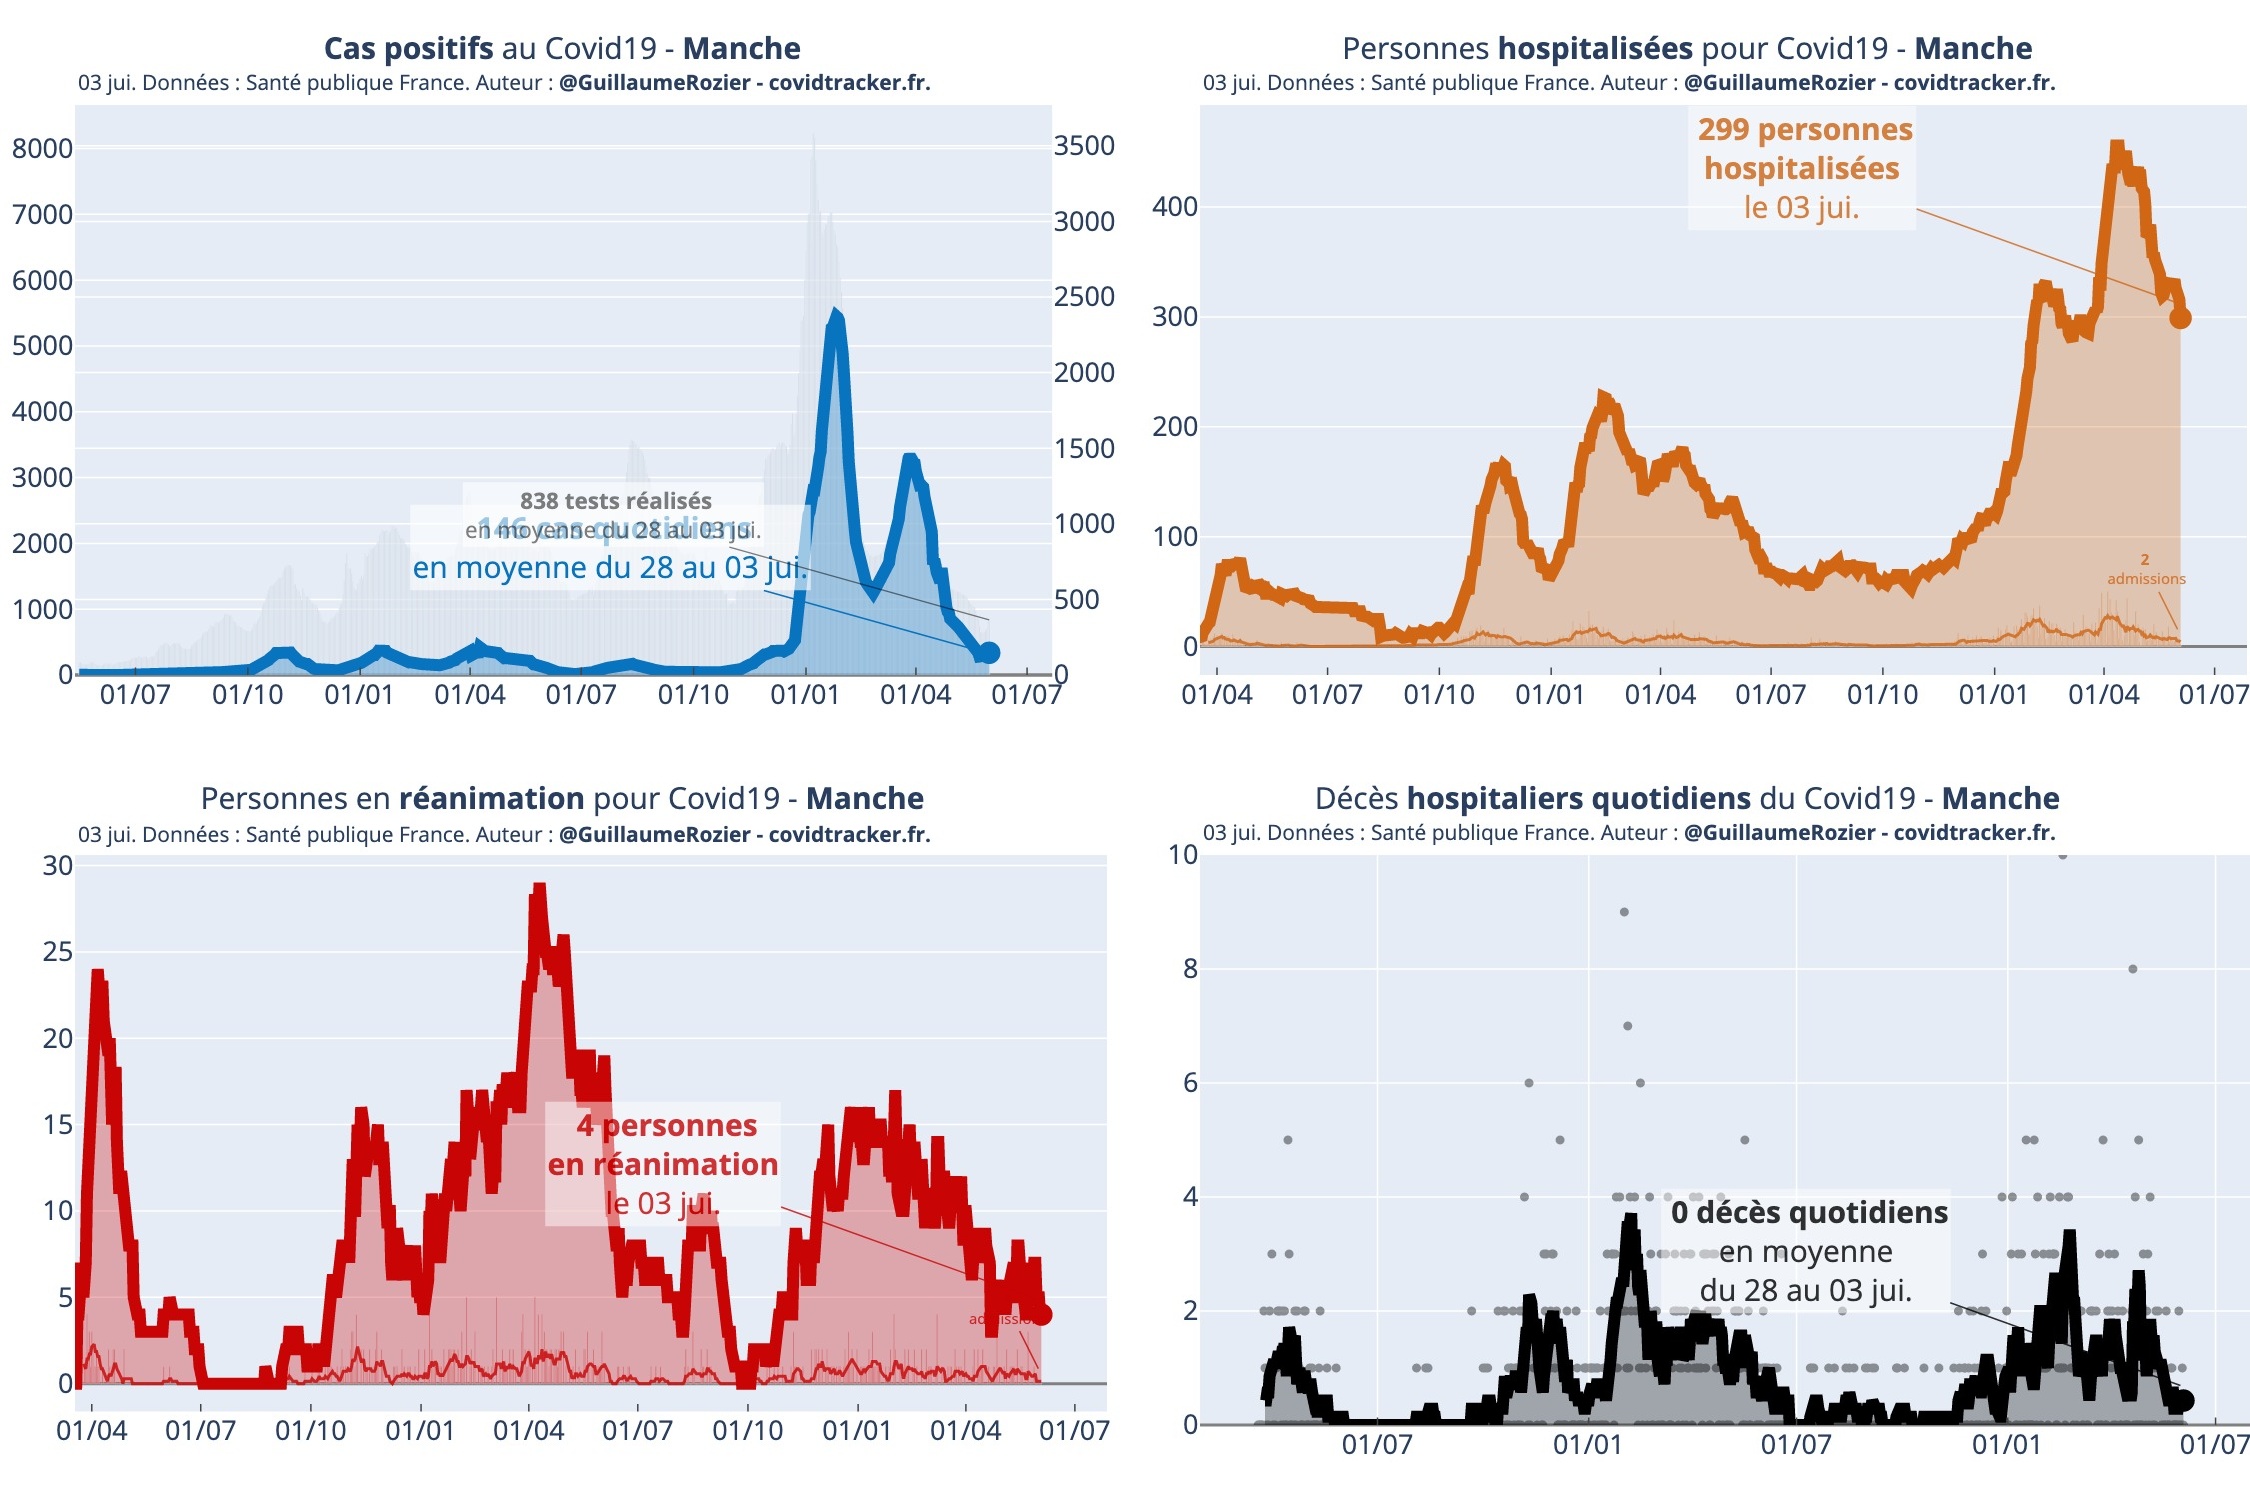 Cas positifs au Covid19 - Manche
03 jui. Données : Santé publique France. Auteur : @GuillaumeRozier - covidtracker.fr.
8000
7000
6000
5000
4000
3000
2000
1000
0
3500
3000
2500
2000
1500
1000
500
0
838 tests réalisés
en moyenne du 28 au 03 jui.
146 cas quotidiens
en moyenne du 28 au 03 jui.
01/07 01/10 01/01 01/04 01/07 01/10 01/01 01/04 01/07
Personnes hospitalisées pour Covid19 - Manche
03 jui. Données : Santé publique France. Auteur : @GuillaumeRozier - covidtracker.fr.
299 personnes
hospitalisées
le 03 jui.
400
300
200
100
0
2
admissions
01/04 01/07 01/10 01/01 01/04 01/07 01/10 01/01 01/04 01/07
Personnes en réanimation pour Covid19 - Manche
03 jui. Données : Santé publique France. Auteur : @GuillaumeRozier - covidtracker.fr.
30
25
20
15
10
5
0
4 personnes
en réanimation
le 03 jui.
admissions
01/04 01/07 01/10 01/01 01/04 01/07 01/10 01/01 01/04 01/07
Décès hospitaliers quotidiens du Covid19 - Manche
03 jui. Données : Santé publique France. Auteur : @GuillaumeRozier - covidtracker.fr.
10
8
6
4
2
0
0 décès quotidiens
en moyenne
du 28 au 03 jui.
01/07 01/01 01/07 01/01 01/07